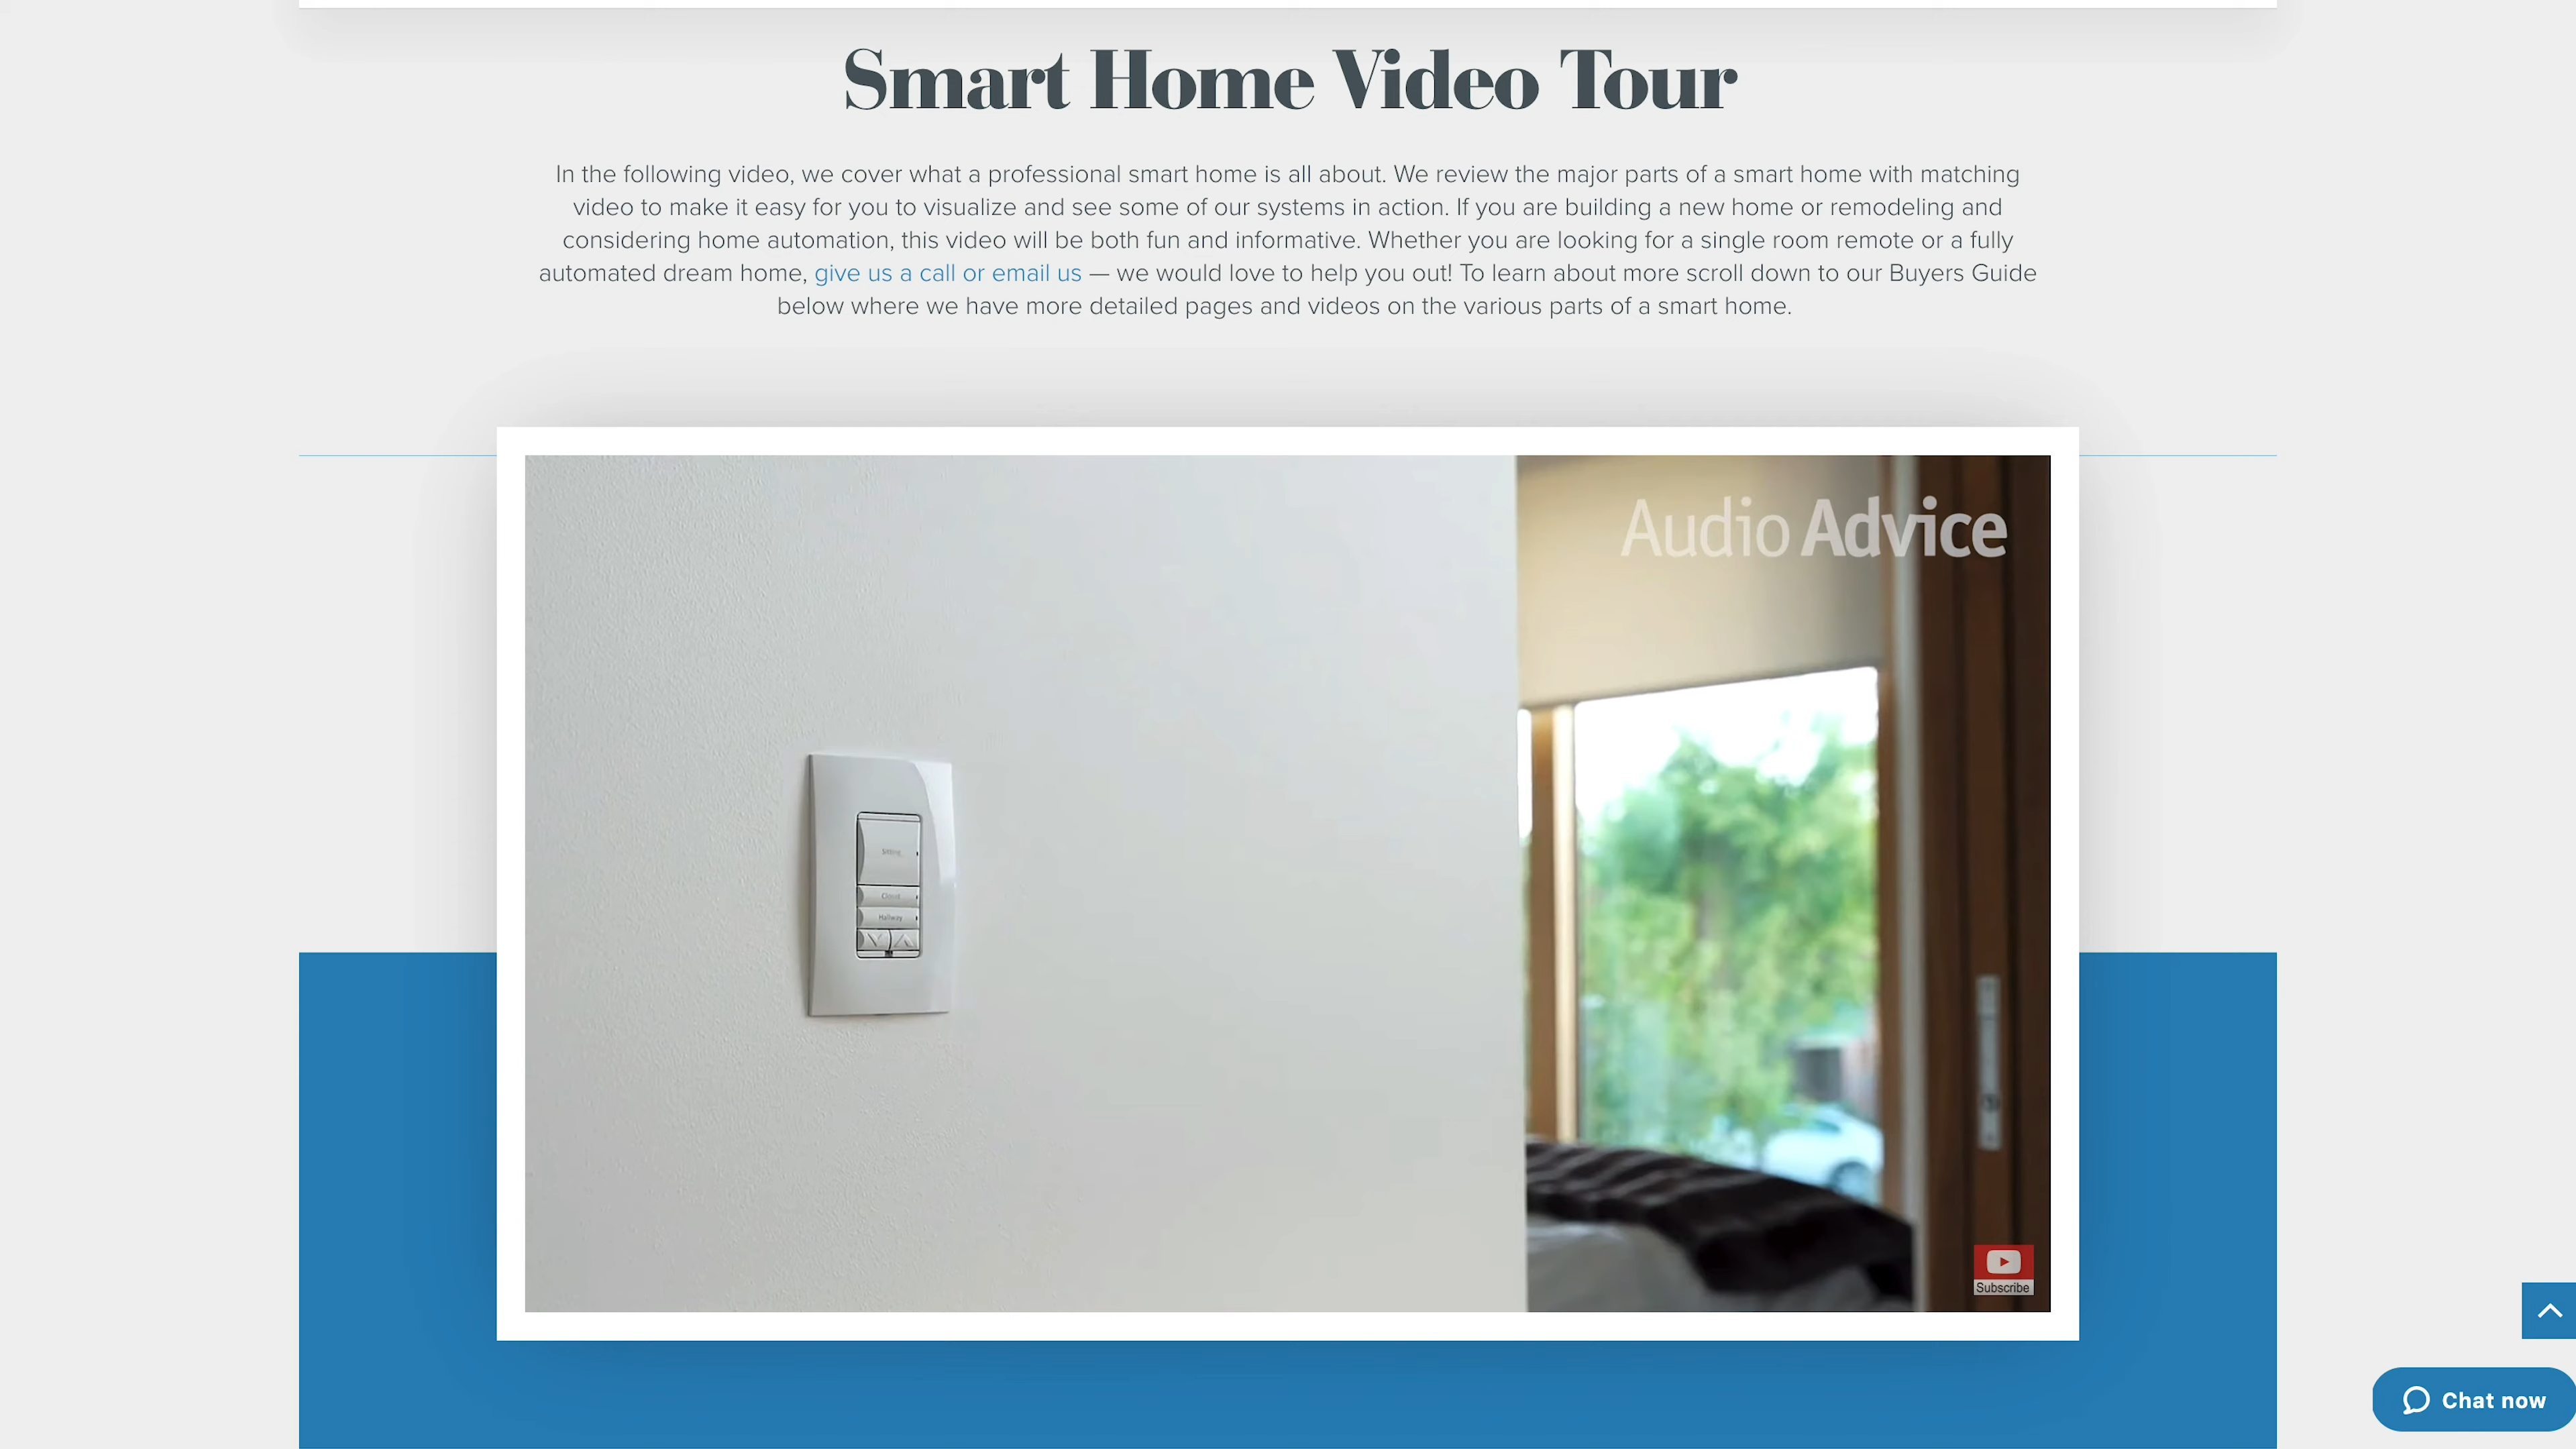 Smart Home Video Tour
In the following video, we cover what a professional smart home is all about. We review the major parts of a smart home with matching
video to make it easy for you to visualize and see some of our systems in action. If you are building a new home or remodeling and
considering home automation, this video will be both fun and informative. Whether you are looking for a single room remote or a fully
automated dream home, give us a call or email us — we would love to help you out! To learn about more scroll down to our Buyers Guide
below where we have more detailed pages and videos on the various parts of a smart home.
Audio Advice
Hallway
Subscribe
Chat now